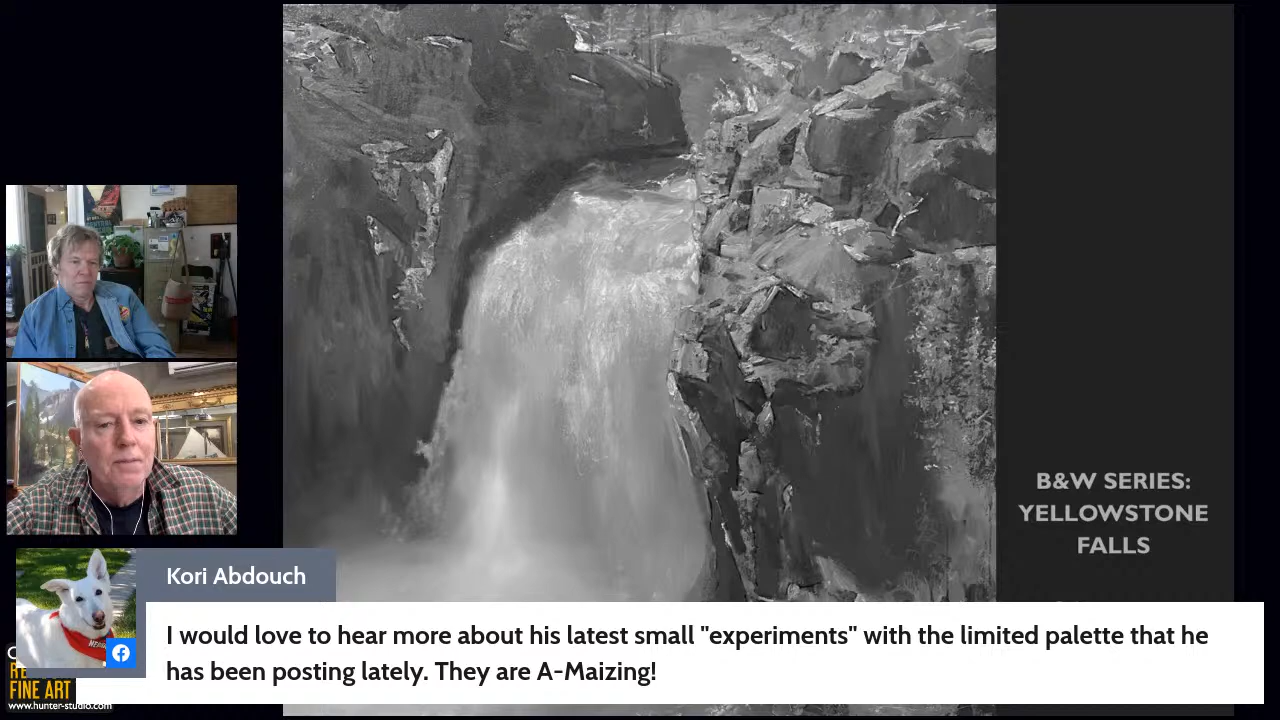 B&W SERIES:
YELLOWSTONE
FALLS
Kori Abdouch
I would love to hear more about his latest small "experiments" with the limited palette that he
has been posting lately. They are A-Maizing!
FINE ART
www.hunter-studio.com